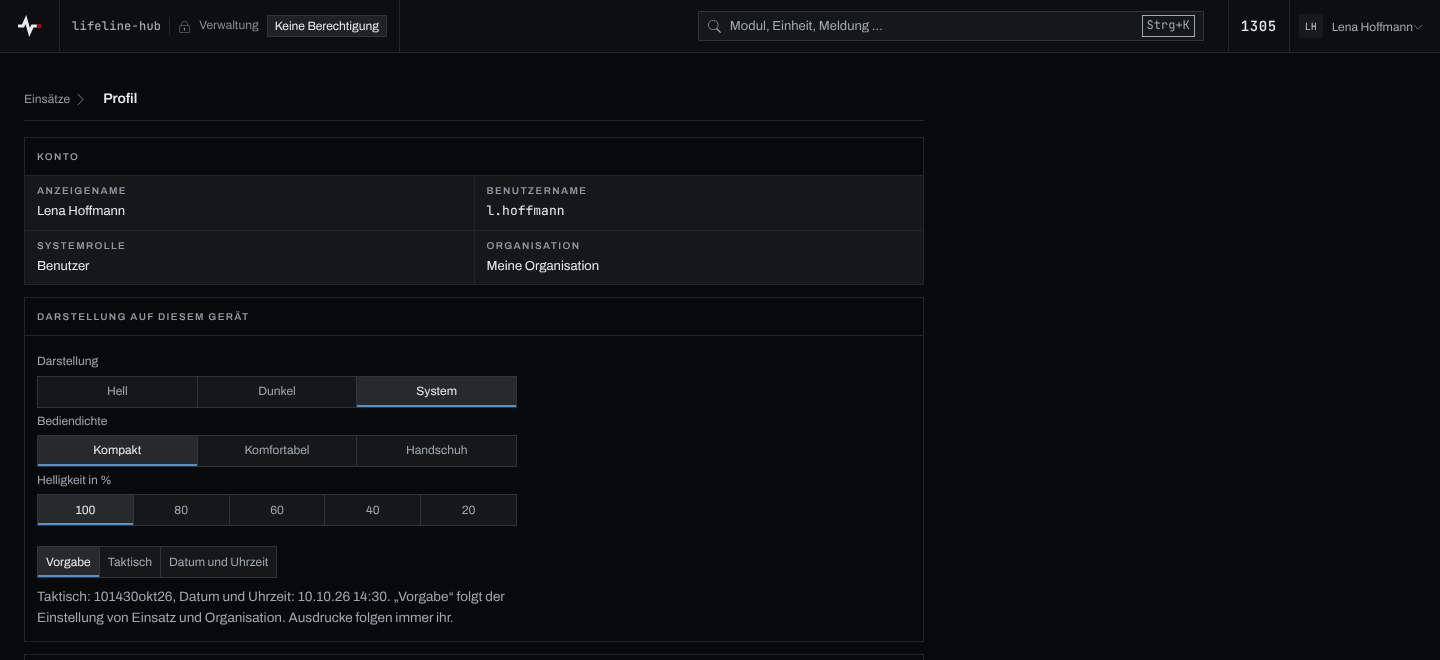 lifeline-hub Verwaltung Keine Berechtigung Modul, Einheit, Meldung ... Strg+K 1305 LH Lena Hoffmann
Einsätze Profil
KONTO
ANZEIGENAME BENUTZERNAME
Lena Hoffmann l.hoffmann
SYSTEMROLLE ORGANISATION
Benutzer Meine Organisation
DARSTELLUNG AUF DIESEM GERÄT
Darstellung
Hell Dunkel System
Bediendichte
Kompakt Komfortabel Handschuh
Helligkeit in %
100 80 60 40 20
Vorgabe Taktisch Datum und Uhrzeit
Taktisch: 101430okt26, Datum und Uhrzeit: 10.10.26 14:30. „Vorgabe“ folgt der
Einstellung von Einsatz und Organisation. Ausdrucke folgen immer ihr.